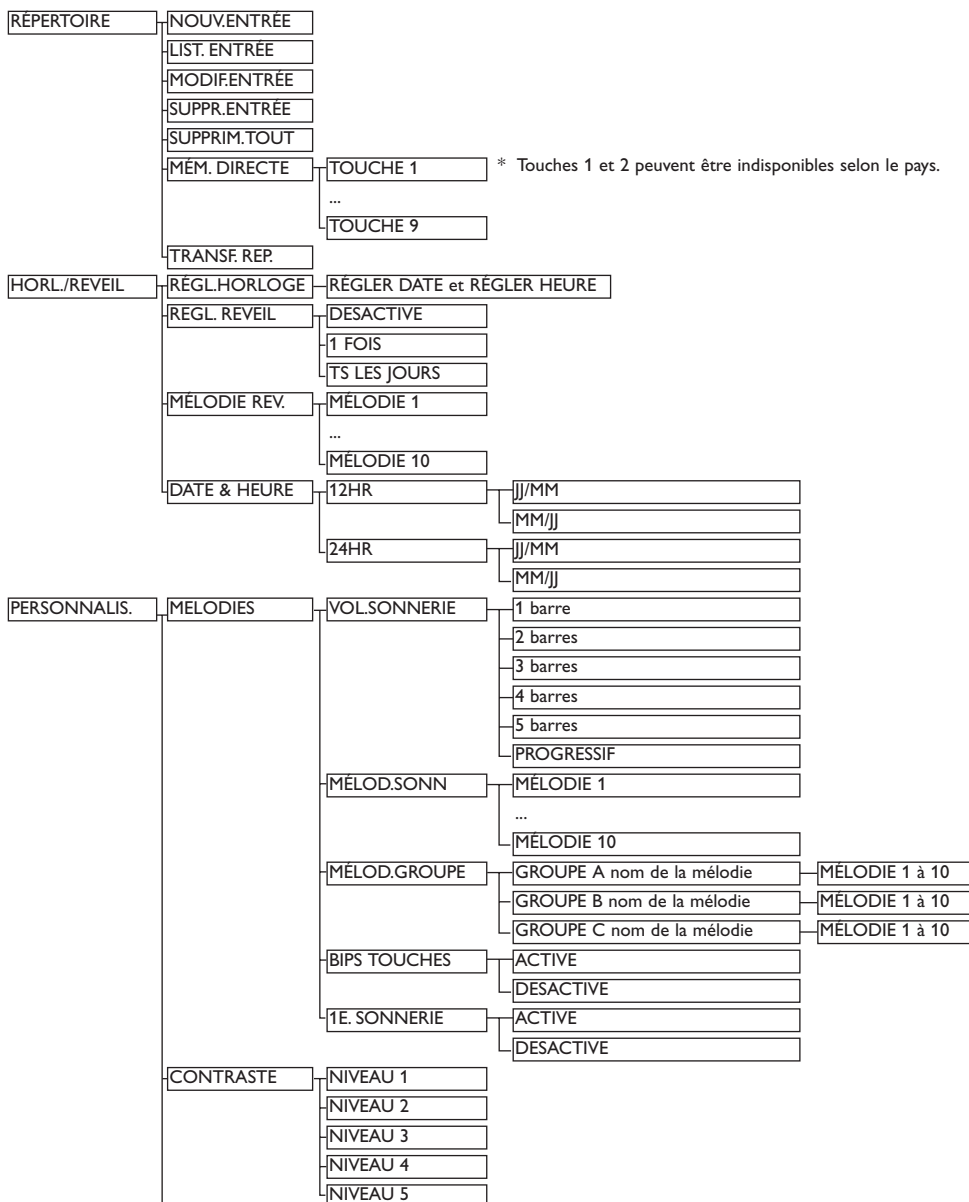 RÉPERTOIRE NOUV.ENTRÉE
LIST. ENTRÉE
MODIF.ENTRÉE
SUPPR.ENTRÉE
SUPPRIM.TOUT
MÉM. DIRECTE TOUCHE 1 * Touches 1 et 2 peuvent être indisponibles selon le pays.
...
TOUCHE 9
TRANSF. REP.
HORL./REVEIL RÉGL.HORLOGE RÉGLER DATE et RÉGLER HEURE
REGL. REVEIL DESACTIVE
1 FOIS
TS LES JOURS
MÉLODIE REV. MÉLODIE 1
...
MÉLODIE 10
DATE & HEURE 12HR JJ/MM
MM/JJ
24HR JJ/MM
MM/JJ
PERSONNALIS. MELODIES VOL.SONNERIE 1 barre
2 barres
3 barres
4 barres
5 barres
PROGRESSIF
MÉLOD.SONN MÉLODIE 1
...
MÉLODIE 10
MÉLOD.GROUPE GROUPE A nom de la mélodie MÉLODIE 1 à 10
GROUPE B nom de la mélodie MÉLODIE 1 à 10
GROUPE C nom de la mélodie MÉLODIE 1 à 10
BIPS TOUCHES ACTIVE
DESACTIVE
1E. SONNERIE ACTIVE
DESACTIVE
CONTRASTE NIVEAU 1
NIVEAU 2
NIVEAU 3
NIVEAU 4
NIVEAU 5